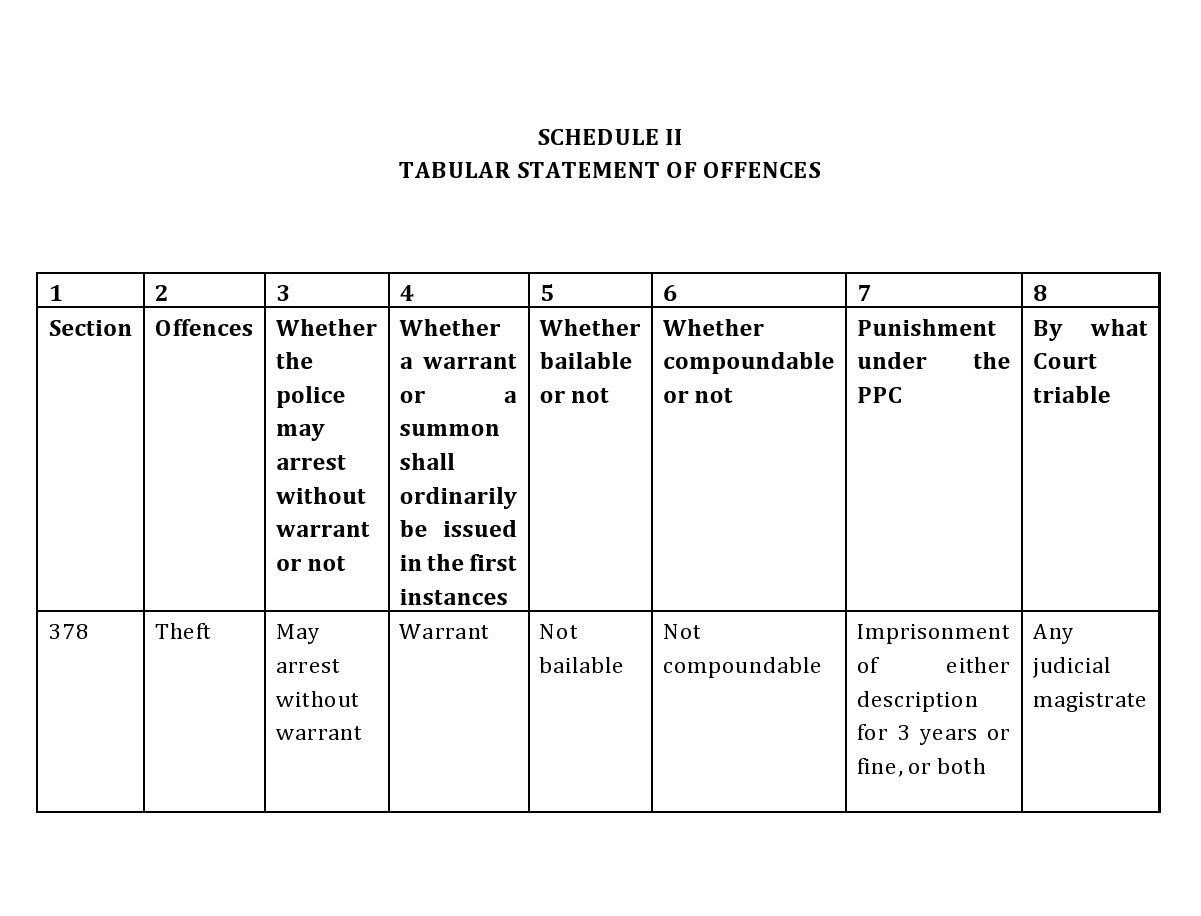 SCHEDULE II
TABULAR STATEMENT OF OFFENCES
1
2
3
4
5
6
7
8
Section
Offences
Whether
the
police
may
arrest
without
warrant
or not
Whether
a warrant
or a
summon
shall
ordinarily
be issued
in the first
instances
Whether
bailable
or not
Whether
compoundable
or not
Punishment
under the
PPC
By what
Court
triable
378
Theft
May
arrest
without
warrant
Warrant
Not
bailable
Not
compoundable
Imprisonment
of either
description
for 3 years or
fine, or both
Any
judicial
magistrate